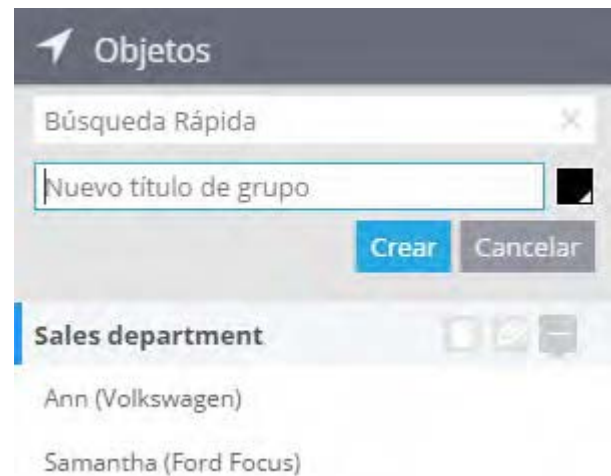 Objetos
Búsqueda Rápida
Nuevo título de grupo
Crear Cancelar
Sales department
Ann (Volkswagen)
Samantha (Ford Focus)